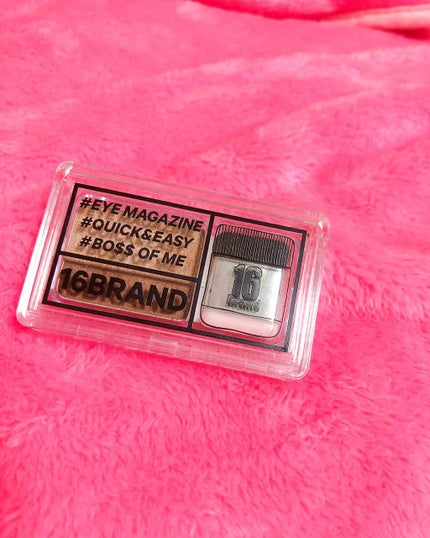 #EYE MAGAZINE
#QUICK&EASY
#BO$$ OF ME
16BRAND
16